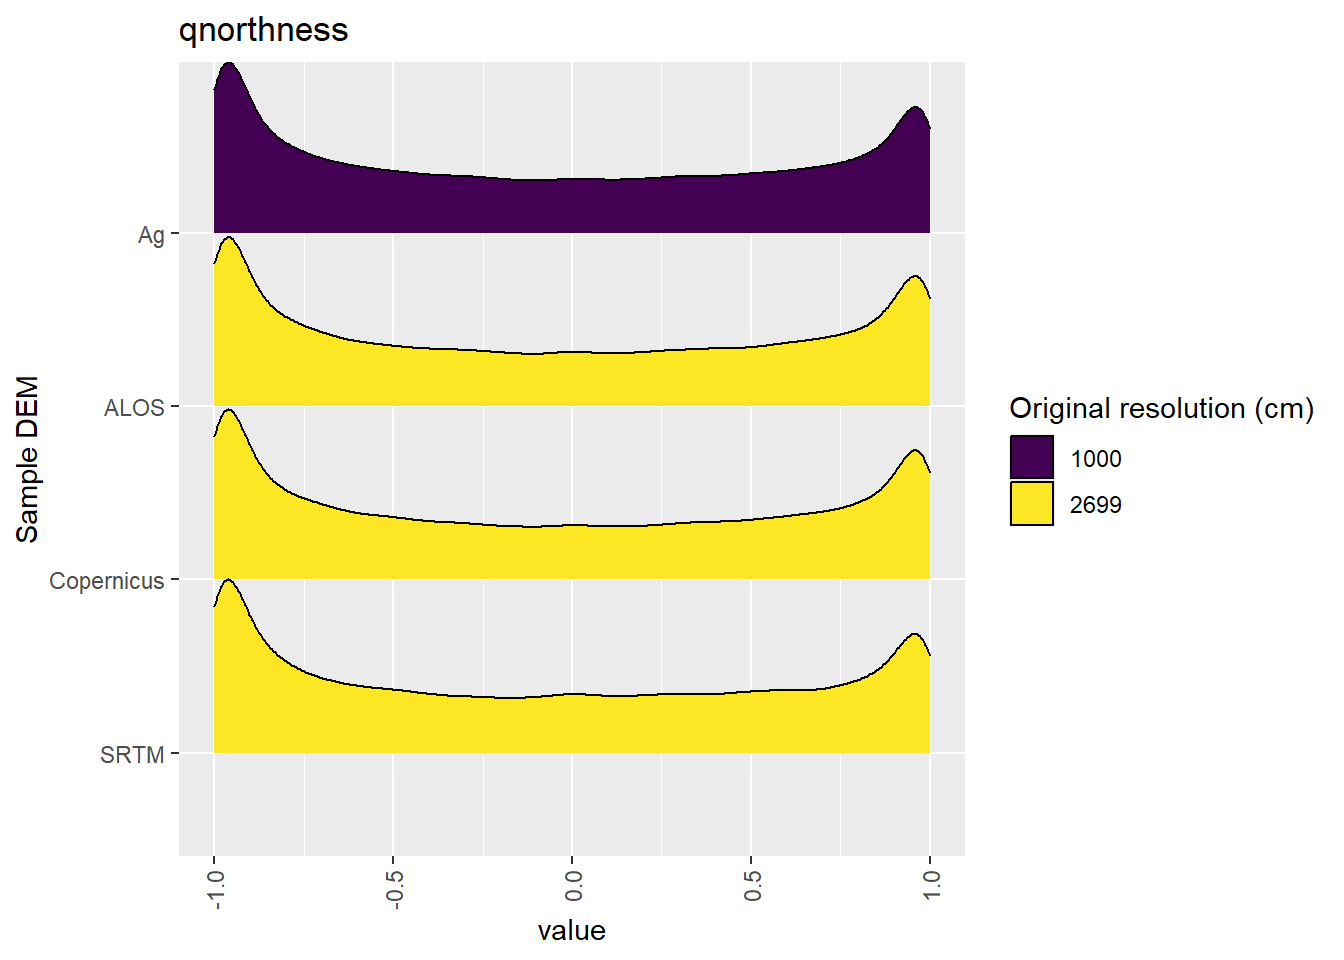 qnorthness
Sample DEM
Ag
ALOS
Copernicus
SRTM
-1.0
-0.5
0.0
0.5
1.0
value
Original resolution (cm)
1000
2699